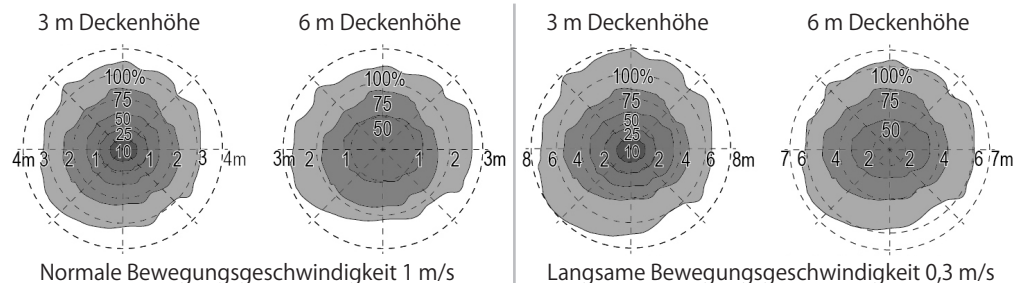 3 m Deckenhöhe
6 m Deckenhöhe
3 m Deckenhöhe
6 m Deckenhöhe
100%
75
50
25
10
4m 3 2 1 1 2 3 4m
100%
75
50
3m 2 1 1 2 3m
100%
75
50
25
10
8 6 4 2 2 4 6 8m
100%
75
50
7 6 4 2 2 4 6 7m
Normale Bewegungsgeschwindigkeit 1 m/s
Langsame Bewegungsgeschwindigkeit 0,3 m/s